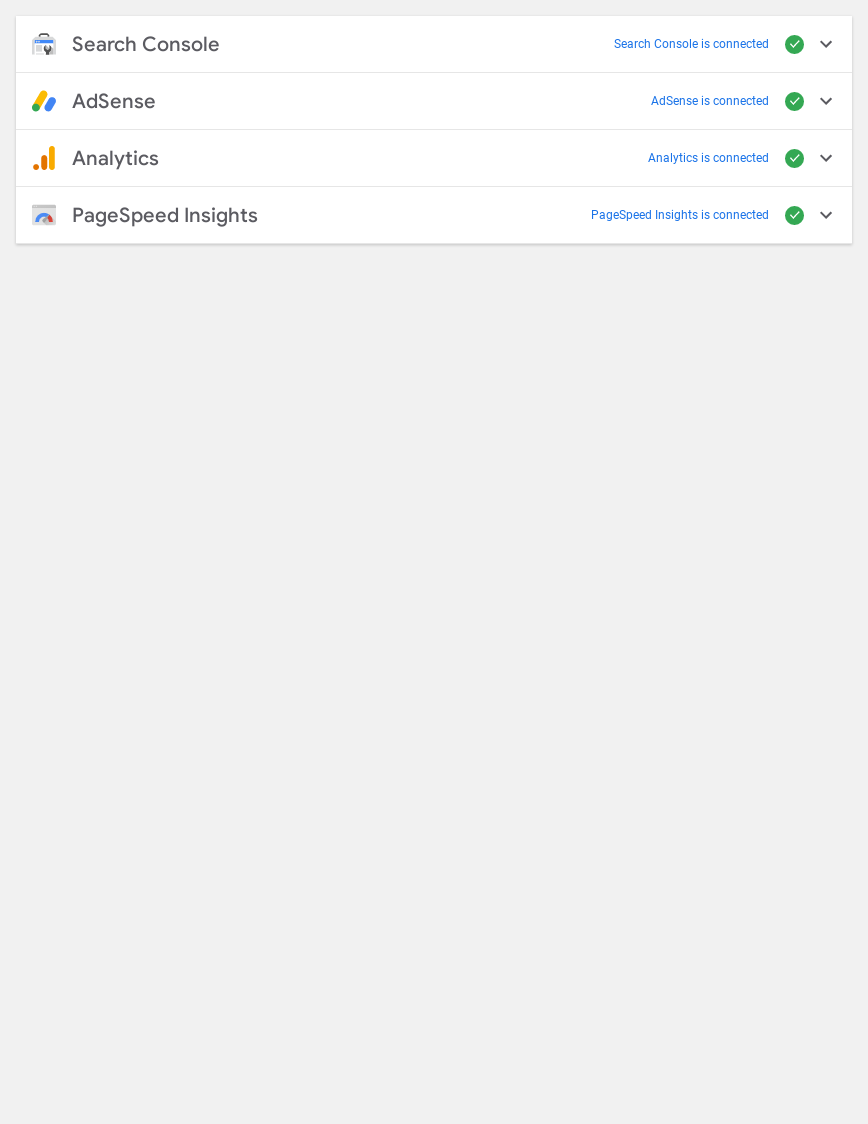 Search Console Search Console is connected
AdSense AdSense is connected
Analytics Analytics is connected
PageSpeed Insights PageSpeed Insights is connected